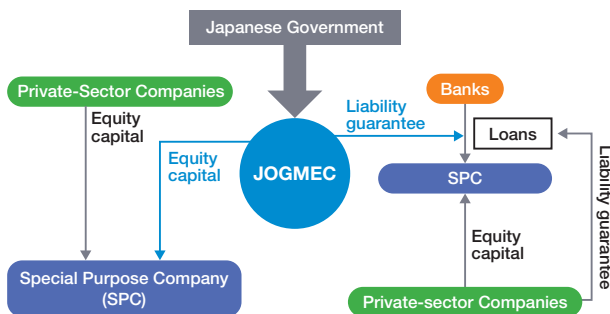 Japanese Government
Private-Sector Companies
Equity
capital
Equity
capital
JOGMEC
Liability
guarantee
Banks
Loans
SPC
Equity
capital
Liability guarantee
Special Purpose Company
(SPC)
Private-sector Companies